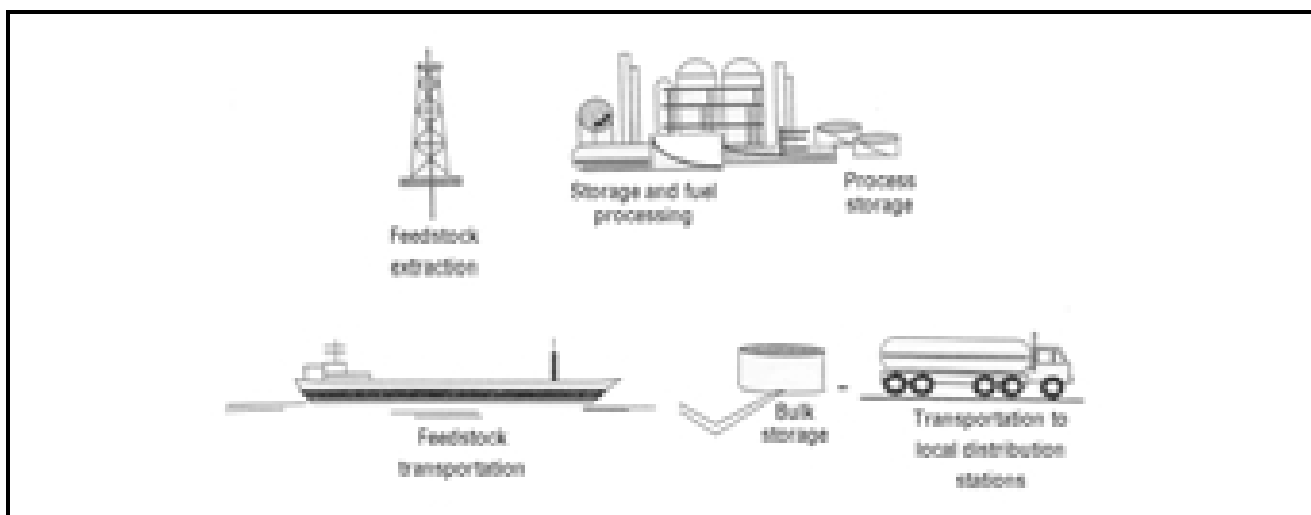 Storage and fuel
processing
Process
storage
Feedstock
extraction
Feedstock
transportation
Bulk
storage
Transportation to
local distribution
stations